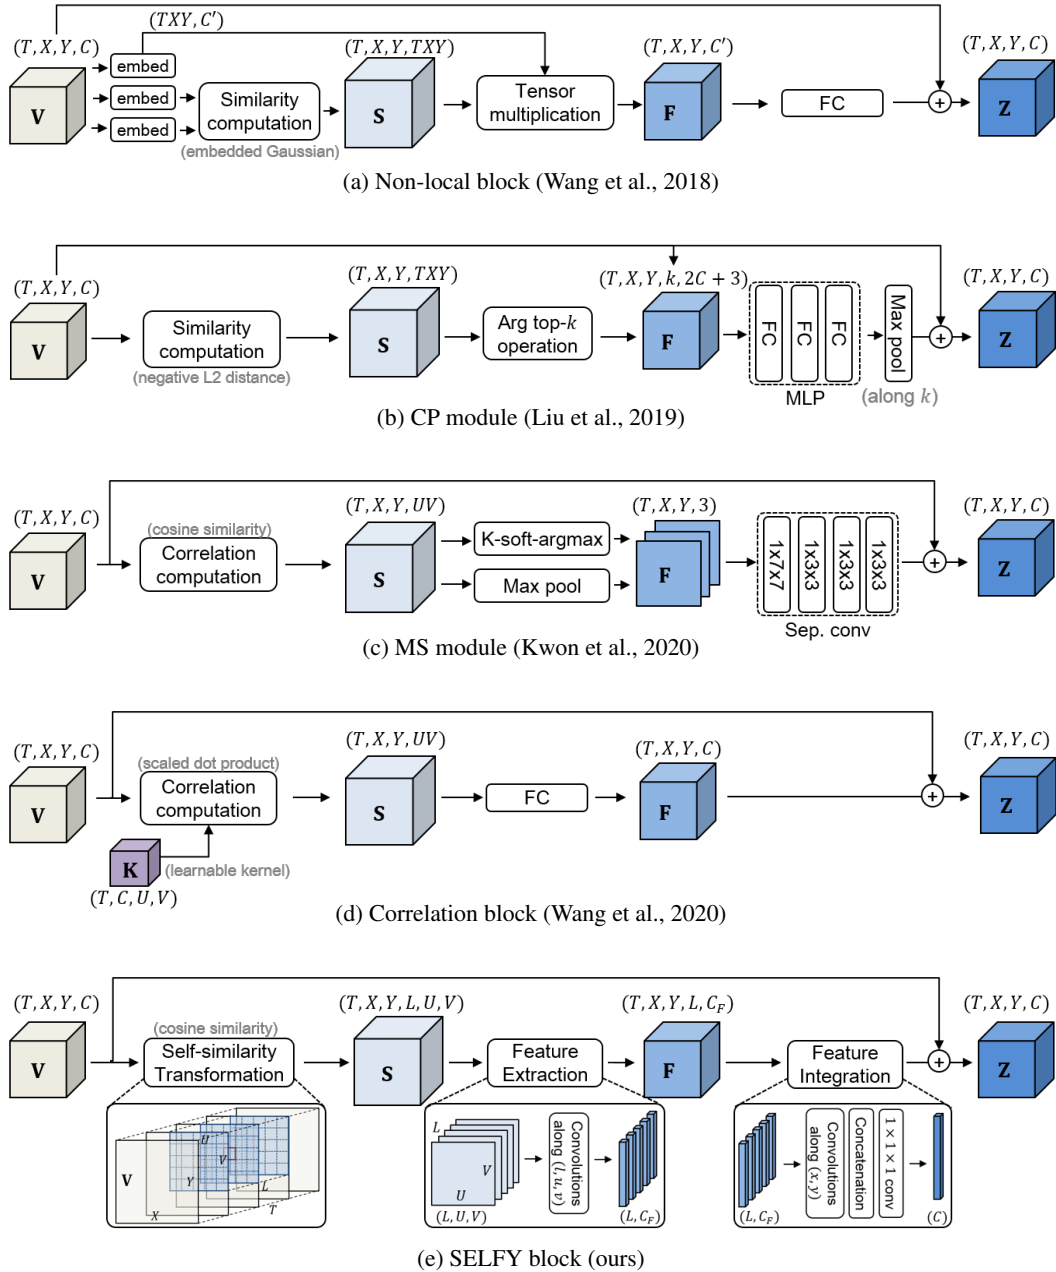 (TXY, C′)
(T, X, Y, C)
(T, X, Y, TXY)
(T, X, Y, C′)
(T, X, Y, C)
embed
embed
embed
V
Similarity
computation
(embedded Gaussian)
S
Tensor
multiplication
F
FC
+
Z
(a) Non-local block (Wang et al., 2018)
(T, X, Y, C)
(T, X, Y, TXY)
(T, X, Y, k, 2C + 3)
(T, X, Y, C)
V
Similarity
computation
(negative L2 distance)
S
Arg top-k
operation
F
FC
FC
FC
MLP
Max pool
(along k)
+
Z
(b) CP module (Liu et al., 2019)
(T, X, Y, C)
(T, X, Y, UV)
(T, X, Y, 3)
(T, X, Y, C)
V
(cosine similarity)
Correlation
computation
S
K-soft-argmax
Max pool
F
1x7x7
1x3x3
1x3x3
1x3x3
Sep. conv
+
Z
(c) MS module (Kwon et al., 2020)
(T, X, Y, C)
(T, X, Y, UV)
(T, X, Y, C)
(T, X, Y, C)
V
(scaled dot product)
Correlation
computation
K
(learnable kernel)
(T, C, U, V)
S
FC
F
+
Z
(d) Correlation block (Wang et al., 2020)
(T, X, Y, C)
(T, X, Y, L, U, V)
(T, X, Y, L, C_F)
(T, X, Y, C)
V
(cosine similarity)
Self-similarity
Transformation
S
Feature
Extraction
F
Feature
Integration
+
Z
V
U
V
Y
L
X
T
L
V
U
(L, U, V)
Convolutions
along (l, u, v)
(L, C_F)
(L, C_F)
Convolutions
along (x, y)
Concatenation
1 × 1 × 1 conv
(C)
(e) SELFY block (ours)